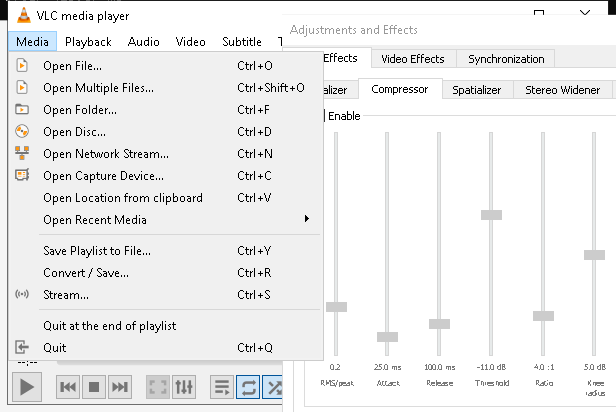 VLC media player
Media Playback Audio Video Subtitle T
Open File... Ctrl+O
Open Multiple Files... Ctrl+Shift+O
Open Folder... Ctrl+F
Open Disc... Ctrl+D
Open Network Stream... Ctrl+N
Open Capture Device... Ctrl+C
Open Location from clipboard Ctrl+V
Open Recent Media
Save Playlist to File... Ctrl+Y
Convert / Save... Ctrl+R
Stream... Ctrl+S
Quit at the end of playlist
Quit Ctrl+Q
--:--
Adjustments and Effects
Effects Video Effects Synchronization
alizer Compressor Spatializer Stereo Widener
Enable
0.2 25.0 ms 100.0 ms -11.0 dB 4.0 :1 5.0 dB
RMS/peak Attack Release Threshold Ratio Knee
radius